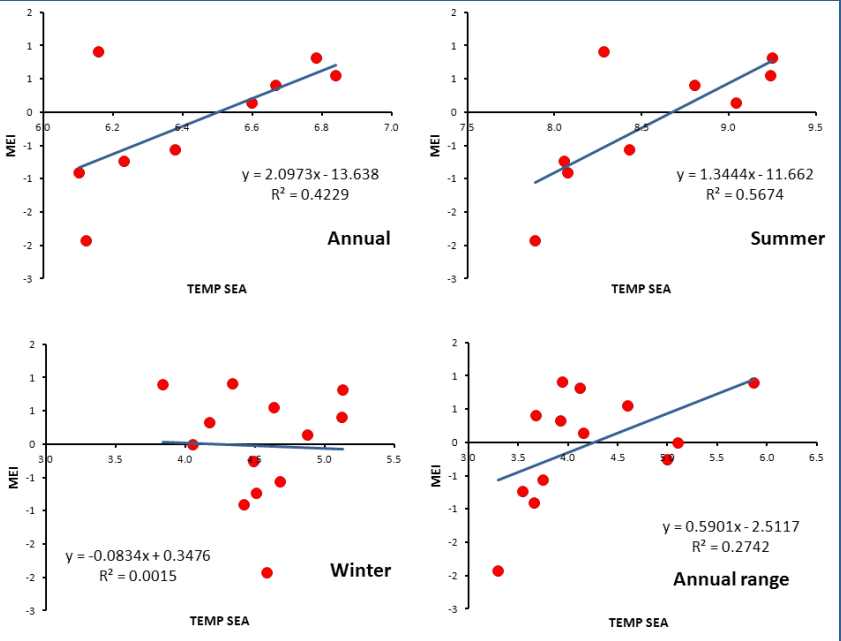 2
1
1
0
-1
-1
-2
-2
-3
MEI
6.0 6.2 6.4 6.6 6.8 7.0
y = 2.0973x - 13.638
R² = 0.4229
Annual
TEMP SEA
2
1
1
0
-1
-1
-2
-2
-3
MEI
7.5 8.0 8.5 9.0 9.5
y = 1.3444x - 11.662
R² = 0.5674
Summer
TEMP SEA
2
1
1
0
-1
-1
-2
-2
-3
MEI
3.0 3.5 4.0 4.5 5.0 5.5
y = -0.0834x + 0.3476
R² = 0.0015
Winter
TEMP SEA
2
1
1
0
-1
-1
-2
-2
-3
MEI
3.0 3.5 4.0 4.5 5.0 5.5 6.0 6.5
y = 0.5901x - 2.5117
R² = 0.2742
Annual range
TEMP SEA